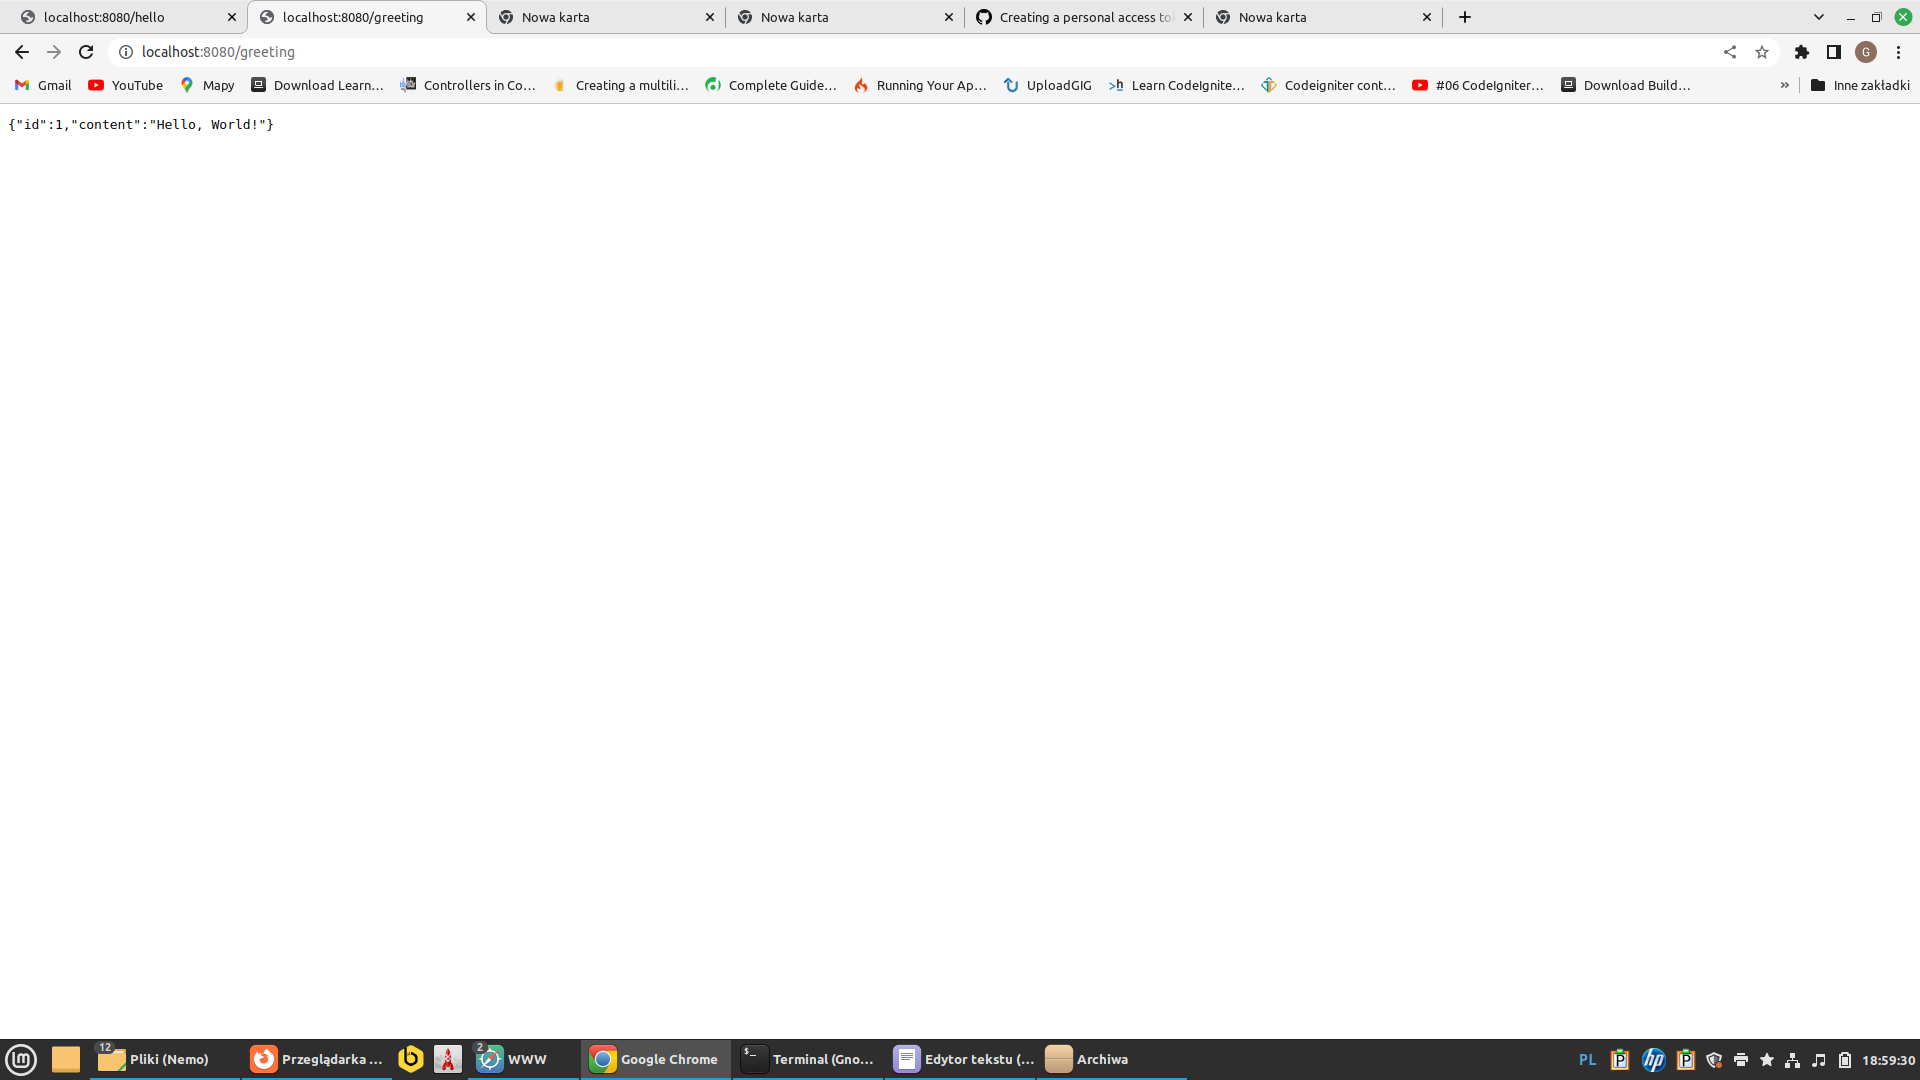 localhost:8080/hello
localhost:8080/greeting
Nowa karta
Nowa karta
Creating a personal access to
Nowa karta
localhost:8080/greeting
G
Gmail
YouTube
Mapy
Download Learn…
Controllers in Co…
Creating a multili…
Complete Guide…
Running Your Ap…
UploadGIG
Learn CodeIgnite…
Codeigniter cont…
#06 CodeIgniter…
Download Build…
»
Inne zakładki
{"id":1,"content":"Hello, World!"}
12
Pliki (Nemo)
Przeglądarka …
2
WWW
Google Chrome
$_
Terminal (Gno…
Edytor tekstu (…
Archiwa
PL
P
hp
P
18:59:30